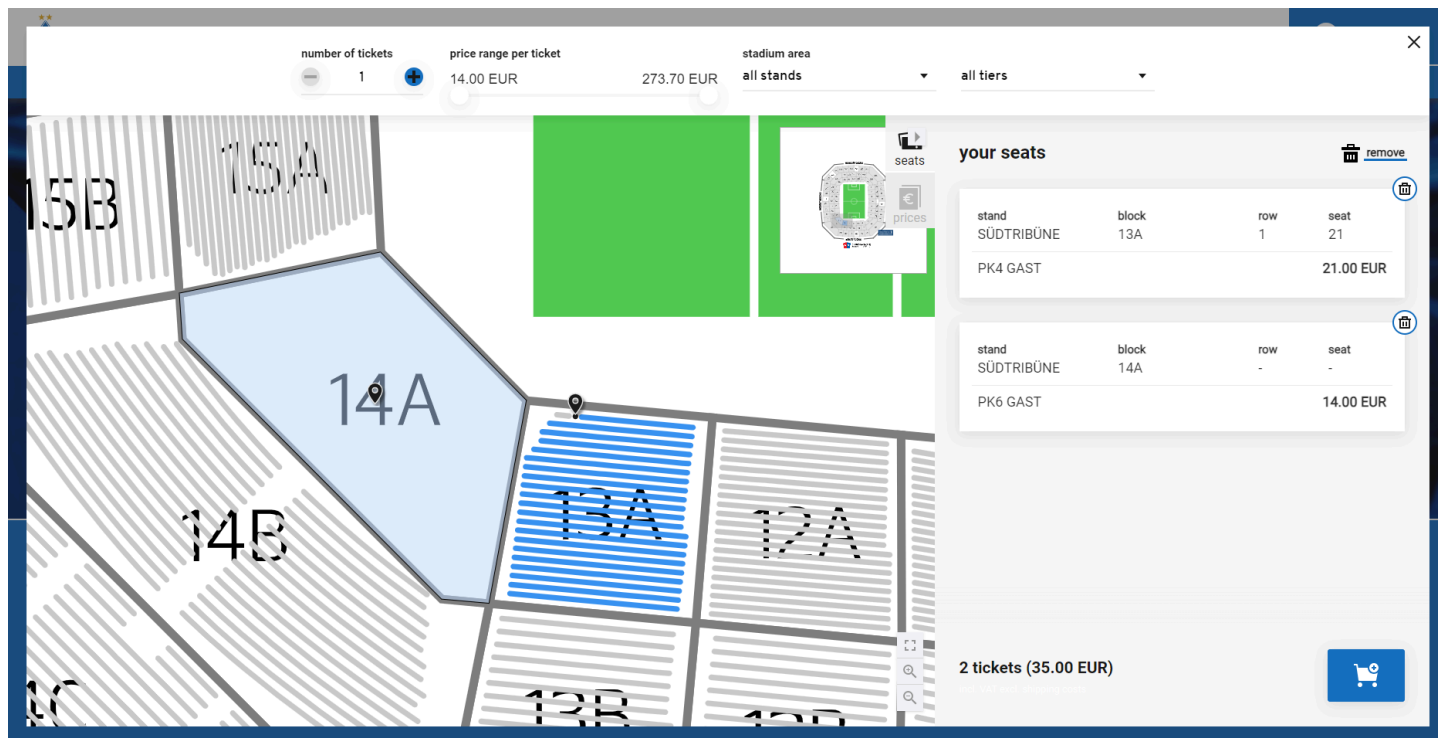 number of tickets
1
price range per ticket
14.00 EUR 273.70 EUR
stadium area
all stands
all tiers
15B
15A
14A
14B
13A
12A
13B
seats
prices
your seats
remove
stand block row seat
SÜDTRIBÜNE 13A 1 21
PK4 GAST 21.00 EUR
stand block row seat
SÜDTRIBÜNE 14A - -
PK6 GAST 14.00 EUR
2 tickets (35.00 EUR)